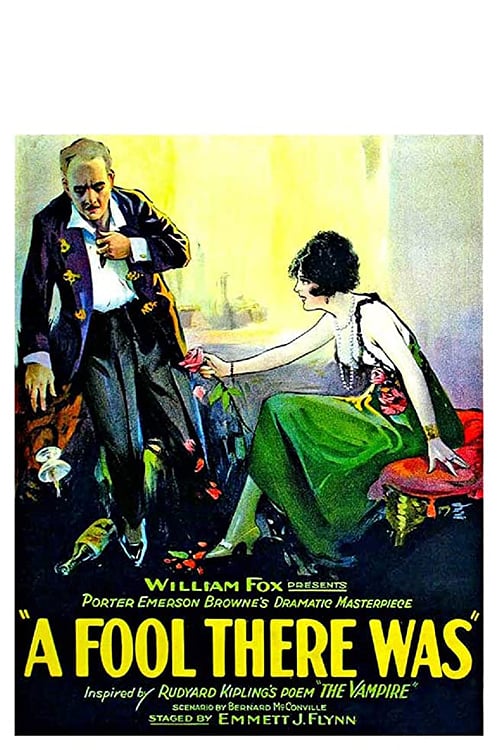 WILLIAM FOX PRESENTS
PORTER EMERSON BROWNE'S DRAMATIC MASTERPIECE
"A FOOL THERE WAS"
Inspired by RUDYARD KIPLING'S POEM "THE VAMPIRE"
SCENARIO BY BERNARD McCONVILLE
STAGED BY EMMETT J. FLYNN